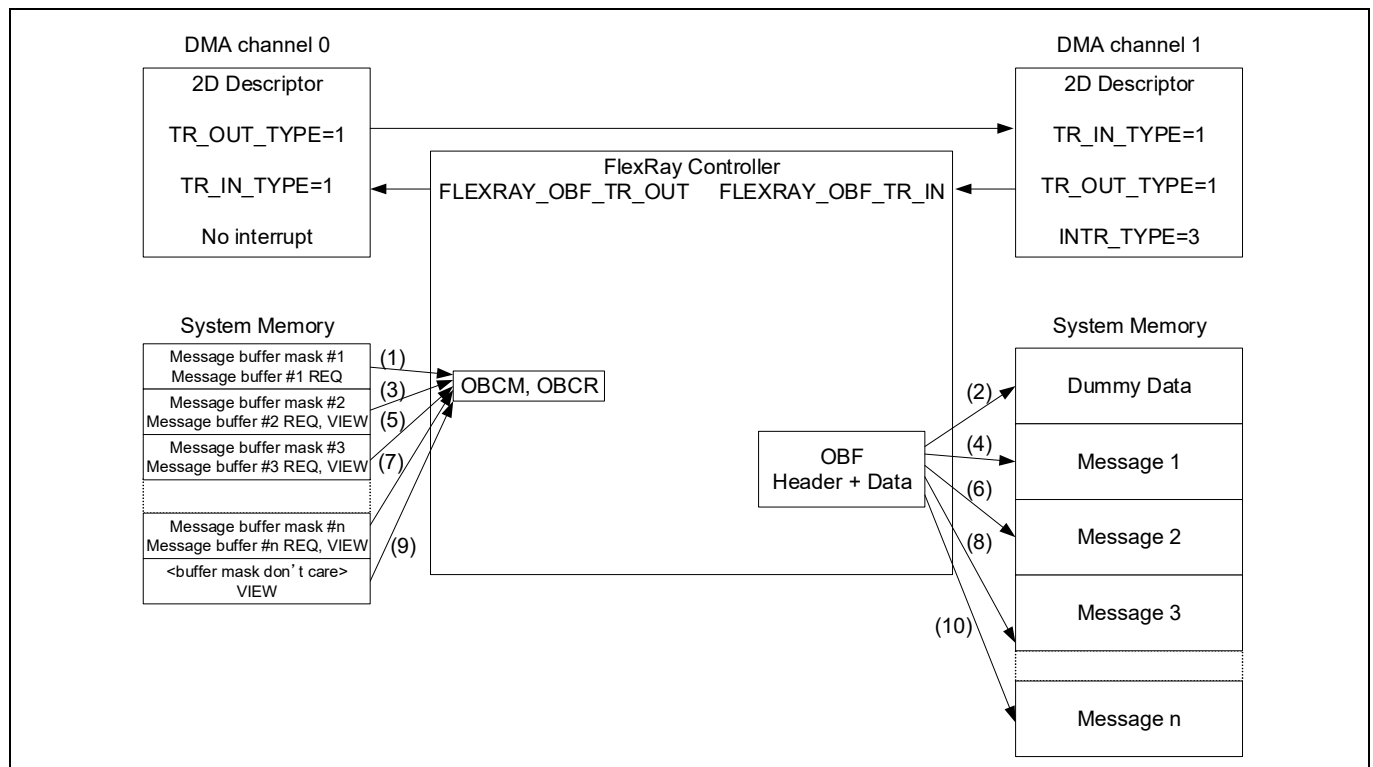 DMA channel 0
2D Descriptor
TR_OUT_TYPE=1
TR_IN_TYPE=1
No interrupt
DMA channel 1
2D Descriptor
TR_IN_TYPE=1
TR_OUT_TYPE=1
INTR_TYPE=3
FlexRay Controller
FLEXRAY_OBF_TR_OUT FLEXRAY_OBF_TR_IN
System Memory
Message buffer mask #1
Message buffer #1 REQ
Message buffer mask #2
Message buffer #2 REQ, VIEW
Message buffer mask #3
Message buffer #3 REQ, VIEW
Message buffer mask #n
Message buffer #n REQ, VIEW
<buffer mask don't care>
VIEW
(1)
(3)
(5)
(7)
(9)
OBCM, OBCR
OBF
Header + Data
(2)
(4)
(6)
(8)
(10)
System Memory
Dummy Data
Message 1
Message 2
Message 3
Message n